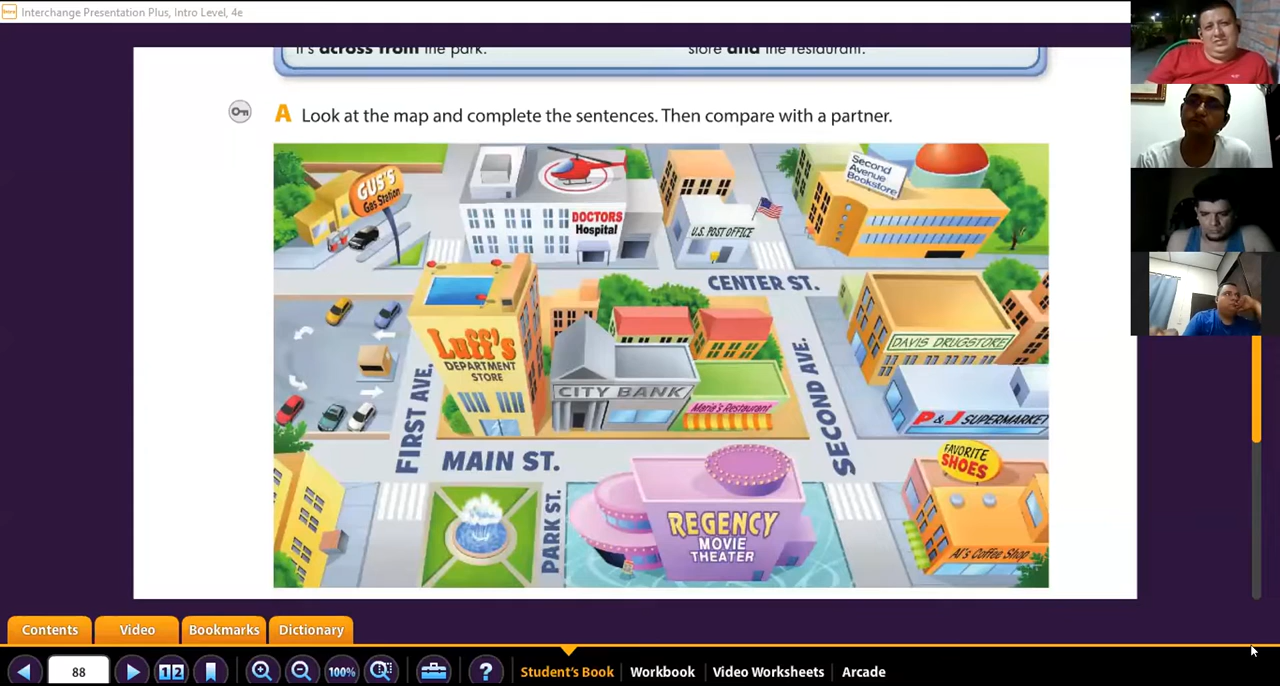 Interchange Presentation Plus, Intro Level, 4e
It's across from the park.
store and the restaurant.
A Look at the map and complete the sentences. Then compare with a partner.
GUS'S
Gas Station
DOCTORS
Hospital
U.S. POST OFFICE
Second
Avenue
Bookstore
CENTER ST.
Luff's
DEPARTMENT
STORE
CITY BANK
Maria's Restaurant
DAVIS DRUGSTORE
P & J SUPERMARKET
FIRST AVE.
SECOND AVE.
MAIN ST.
FAVORITE
SHOES
PARK ST.
REGENCY
MOVIE
THEATER
Al's Coffee Shop
Contents
Video
Bookmarks
Dictionary
88
12
100%
?
Student's Book
Workbook
Video Worksheets
Arcade